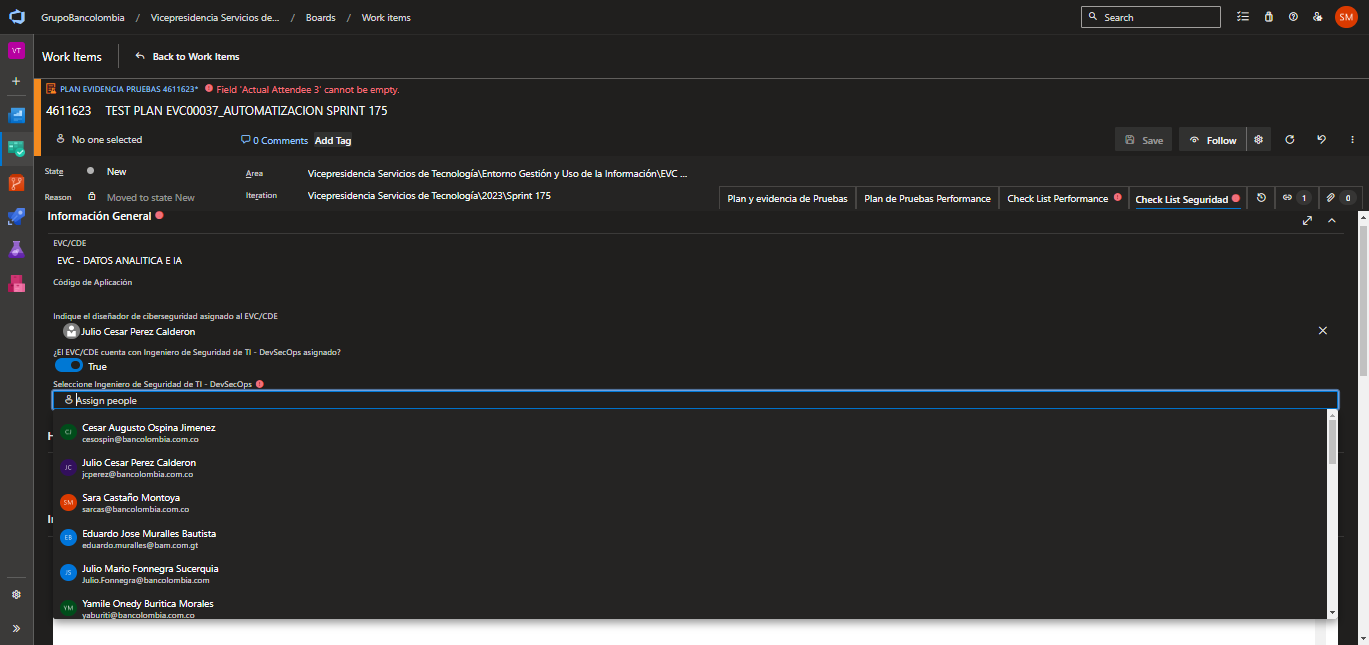 GrupoBancolombia / Vicepresidencia Servicios de... / Boards / Work items
Search
SM
VT
Work Items
Back to Work Items
PLAN EVIDENCIA PRUEBAS 4611623* Field 'Actual Attendee 3' cannot be empty.
4611623 TEST PLAN EVC00037_AUTOMATIZACION SPRINT 175
No one selected
0 Comments
Add Tag
Save
Follow
State New
Area Vicepresidencia Servicios de Tecnología\Entorno Gestión y Uso de la Información\EVC ...
Reason Moved to state New
Iteration Vicepresidencia Servicios de Tecnología\2023\Sprint 175
Plan y evidencia de Pruebas
Plan de Pruebas Performance
Check List Performance
Check List Seguridad
1
0
Información General
EVC/CDE
EVC - DATOS ANALITICA E IA
Código de Aplicación
Indique el diseñador de ciberseguridad asignado al EVC/CDE
Julio Cesar Perez Calderon
¿El EVC/CDE cuenta con Ingeniero de Seguridad de TI - DevSecOps asignado?
True
Seleccione Ingeniero de Seguridad de TI - DevSecOps
Assign people
CJ
Cesar Augusto Ospina Jimenez
cesospin@bancolombia.com.co
JC
Julio Cesar Perez Calderon
jcperez@bancolombia.com.co
SM
Sara Castaño Montoya
sarcas@bancolombia.com.co
EB
Eduardo Jose Muralles Bautista
eduardo.muralles@bam.com.gt
JS
Julio Mario Fonnegra Sucerquia
Julio.Fonnegra@bancolombia.com
YM
Yamile Onedy Buritica Morales
yaburiti@bancolombia.com.co